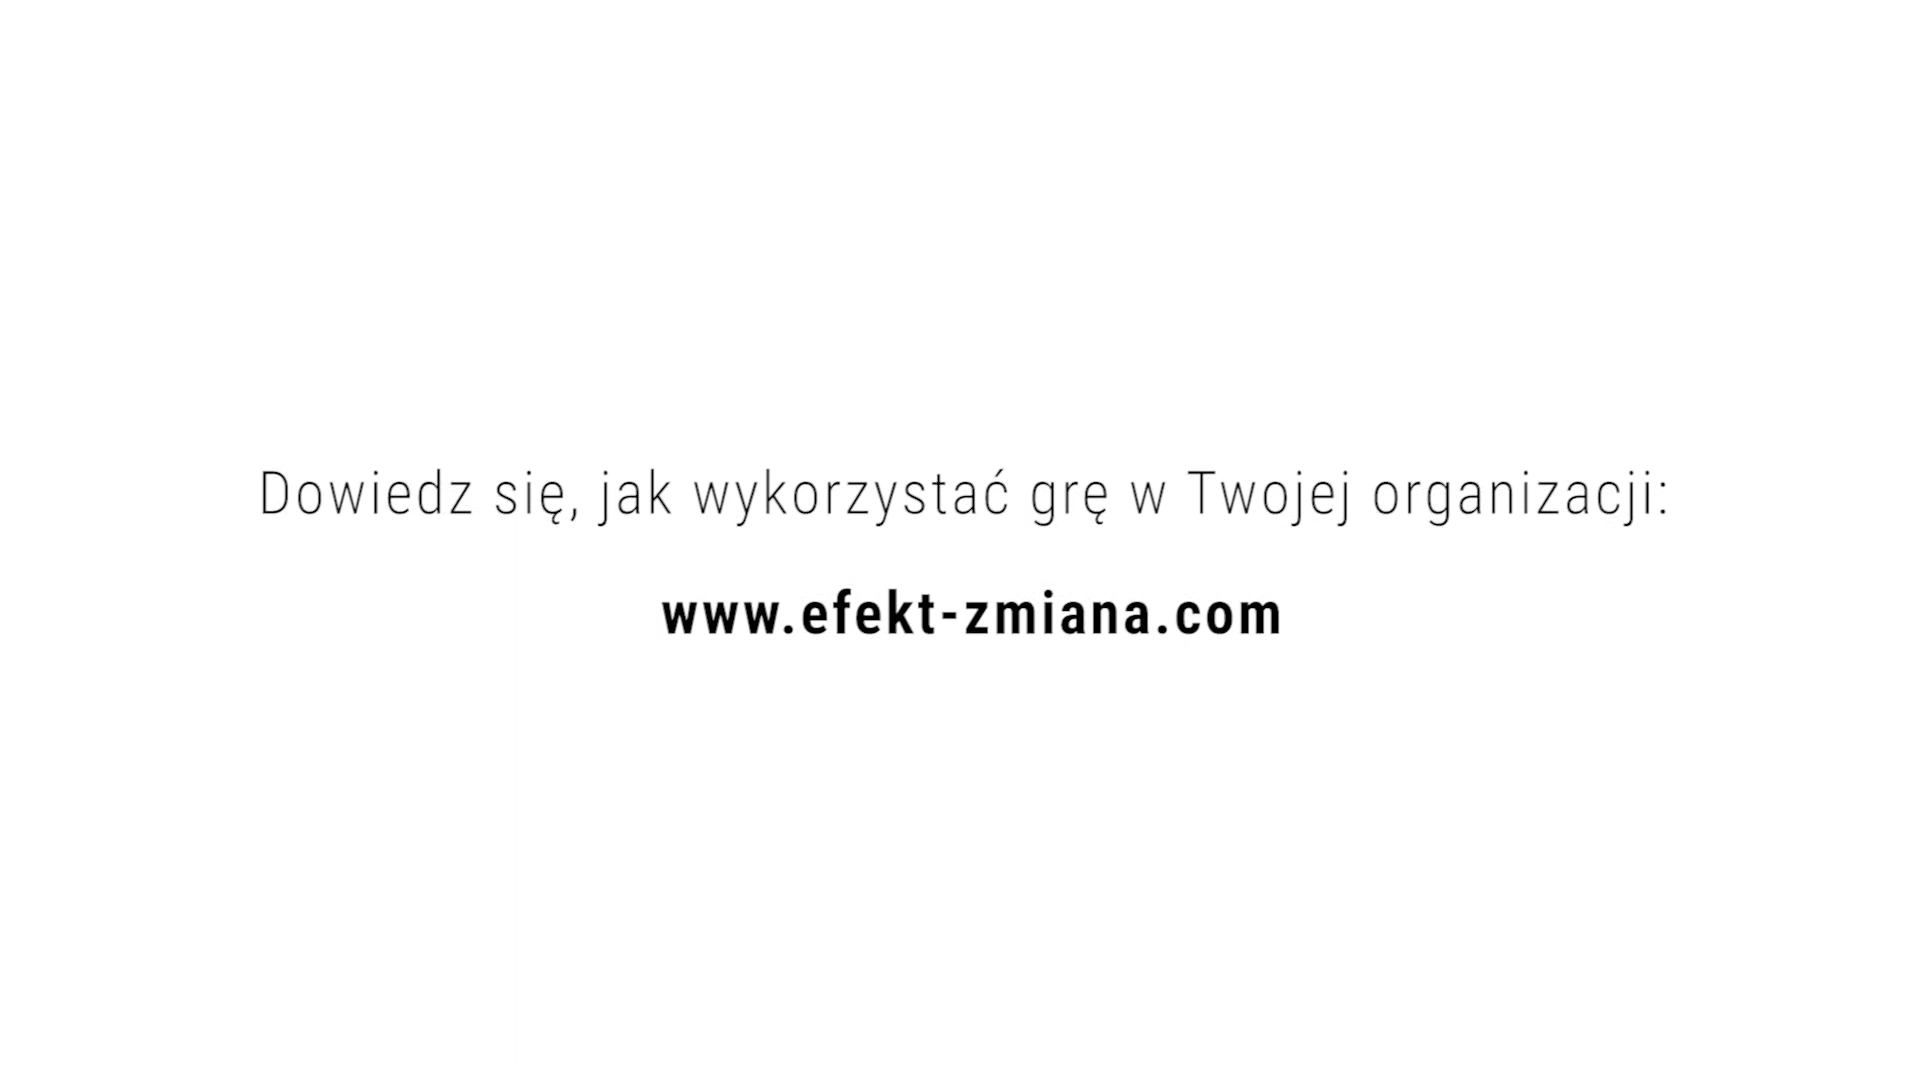 Dowiedz się, jak wykorzystać grę w Twojej organizacji:
www.efekt-zmiana.com